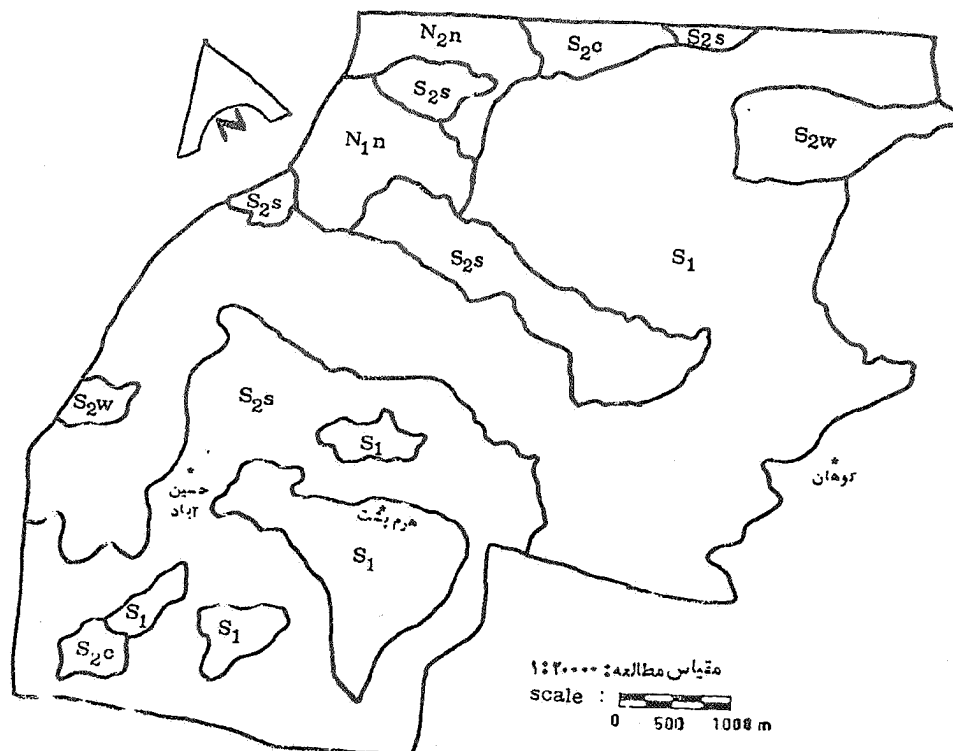 N₂n
S₂c
S₂s
S₂s
N
N₁n
S₂w
S₂s
S₂s
S₁
S₂w
S₂s
S₁
*
کوهان
*
حسین
آباد
S₁
S₁
S₁
S₂c
مقیاس مطالعه: ۱:۲۰۰۰۰
scale :
0 500 1000 m